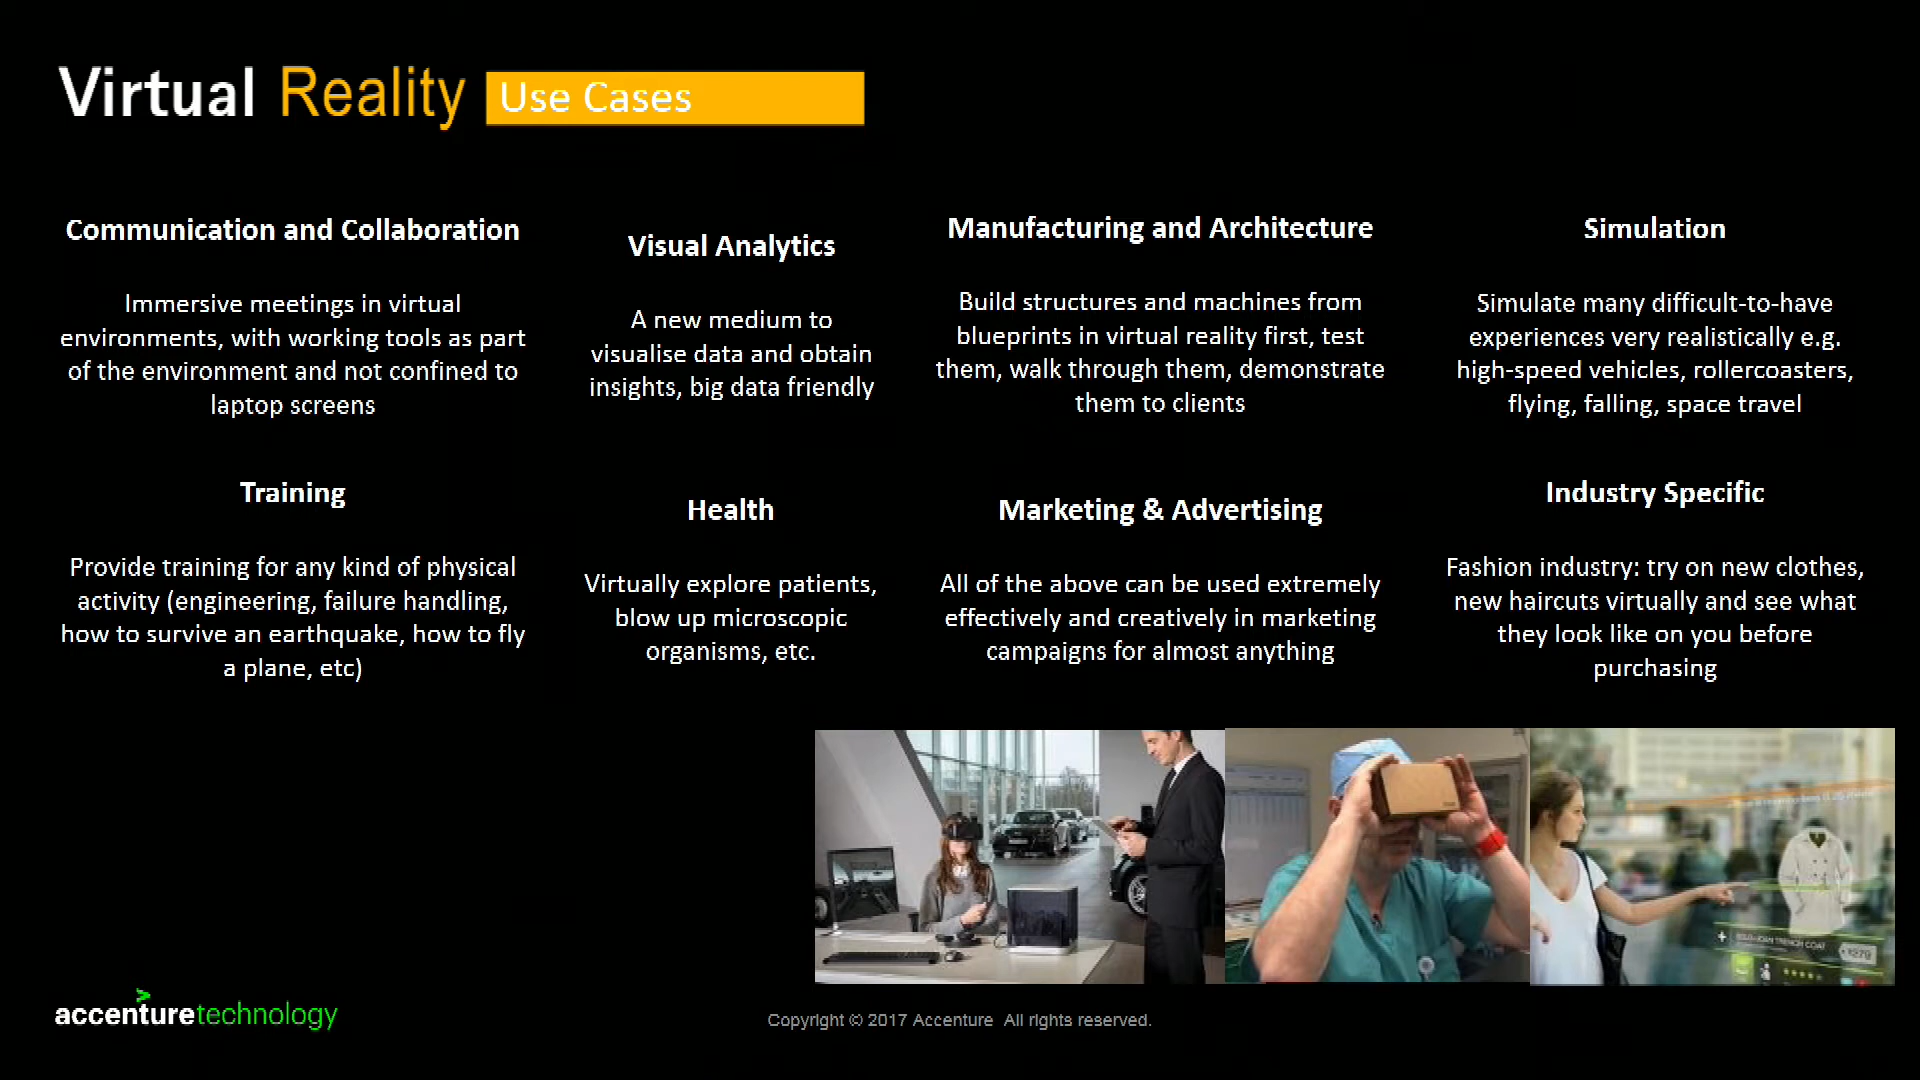 Virtual Reality Use Cases
Communication and Collaboration
Immersive meetings in virtual
environments, with working tools as part
of the environment and not confined to
laptop screens
Visual Analytics
A new medium to
visualise data and obtain
insights, big data friendly
Manufacturing and Architecture
Build structures and machines from
blueprints in virtual reality first, test
them, walk through them, demonstrate
them to clients
Simulation
Simulate many difficult-to-have
experiences very realistically e.g.
high-speed vehicles, rollercoasters,
flying, falling, space travel
Training
Provide training for any kind of physical
activity (engineering, failure handling,
how to survive an earthquake, how to fly
a plane, etc)
Health
Virtually explore patients,
blow up microscopic
organisms, etc.
Marketing & Advertising
All of the above can be used extremely
effectively and creatively in marketing
campaigns for almost anything
Industry Specific
Fashion industry: try on new clothes,
new haircuts virtually and see what
they look like on you before
purchasing
TRENCH COAT
accenturetechnology
Copyright © 2017 Accenture All rights reserved.